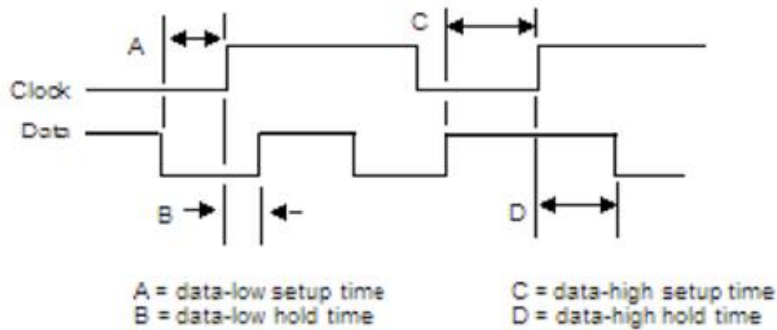 A
C
Clock
Data
B
D
A = data-low setup time
B = data-low hold time
C = data-high setup time
D = data-high hold time